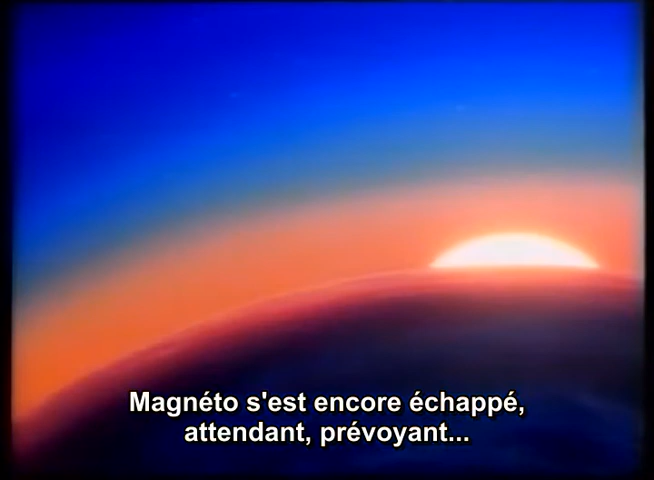 Magnéto s'est encore échappé,
attendant, prévoyant...